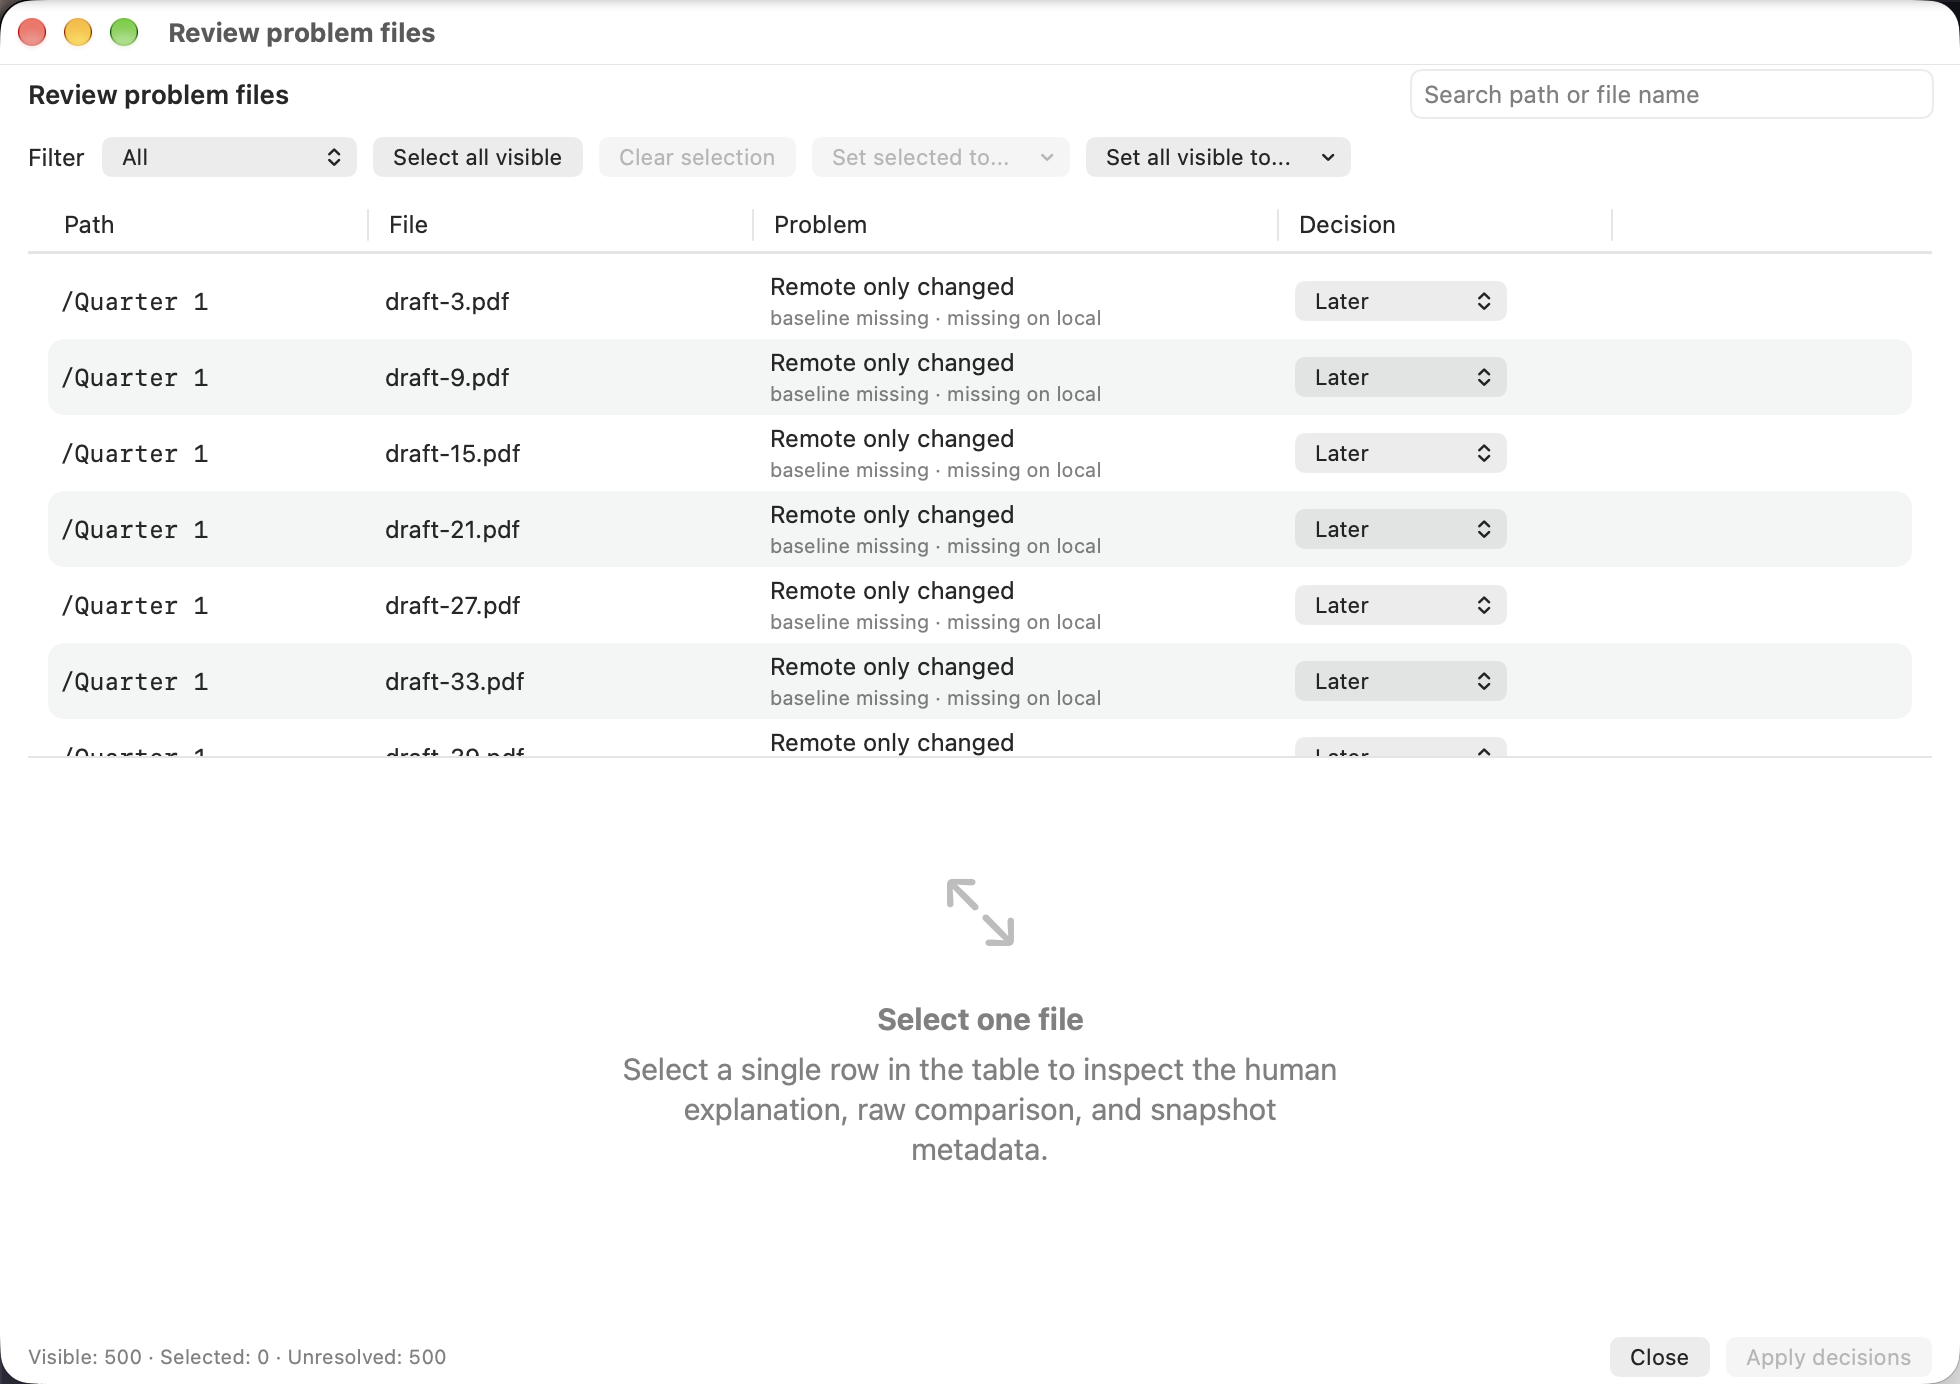 Review problem files
Review problem files
Search path or file name
Filter All Select all visible Clear selection Set selected to... Set all visible to...
Path File Problem Decision
/Quarter 1 draft-3.pdf Remote only changed Later
baseline missing · missing on local
/Quarter 1 draft-9.pdf Remote only changed Later
baseline missing · missing on local
/Quarter 1 draft-15.pdf Remote only changed Later
baseline missing · missing on local
/Quarter 1 draft-21.pdf Remote only changed Later
baseline missing · missing on local
/Quarter 1 draft-27.pdf Remote only changed Later
baseline missing · missing on local
/Quarter 1 draft-33.pdf Remote only changed Later
baseline missing · missing on local
/Quarter 1 draft-39.pdf Remote only changed Later
Select one file
Select a single row in the table to inspect the human
explanation, raw comparison, and snapshot
metadata.
Visible: 500 · Selected: 0 · Unresolved: 500
Close Apply decisions